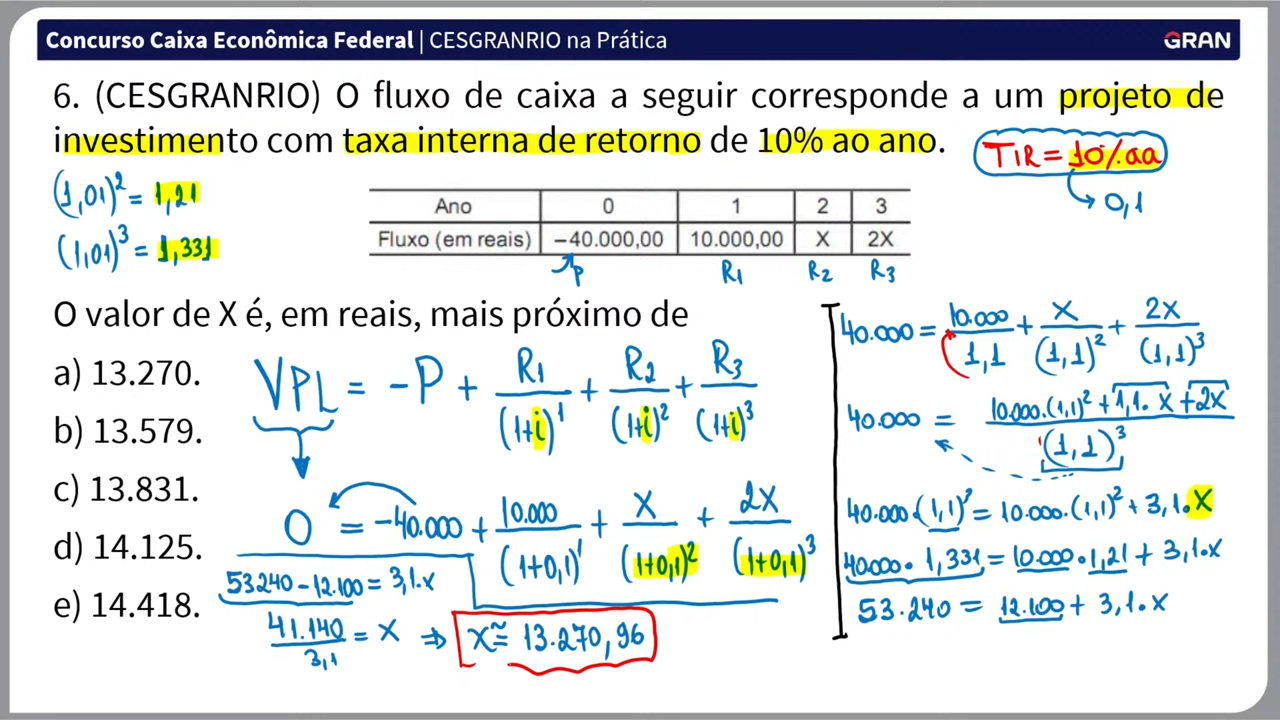 Concurso Caixa Econômica Federal | CESGRANRIO na Prática
GRAN
6. (CESGRANRIO) O fluxo de caixa a seguir corresponde a um projeto de
investimento com taxa interna de retorno de 10% ao ano.
TIR = 10%aa
0,1
(1,01)² = 1,21
(1,01)³ = 1,331
Ano 0 1 2 3
Fluxo (em reais) −40.000,00 10.000,00 X 2X
P R1 R2 R3
O valor de X é, em reais, mais próximo de
a) 13.270.
b) 13.579.
c) 13.831.
d) 14.125.
e) 14.418.
VPL = -P + R1/(1+i)¹ + R2/(1+i)² + R3/(1+i)³
0 = -40.000 + 10.000/(1+0,1)¹ + X/(1+0,1)² + 2X/(1+0,1)³
40.000 = 10.000/1,1 + X/(1,1)² + 2X/(1,1)³
40.000 = 10.000.(1,1)² + 1,1.X + 2X/(1,1)³
40.000.(1,1)³ = 10.000.(1,1)² + 3,1.X
40.000.1,331 = 10.000.1,21 + 3,1.X
53.240 = 12.100 + 3,1.X
53240 - 12.100 = 3,1.X
41.140/3,1 = X ⇒ X ≅ 13.270,96